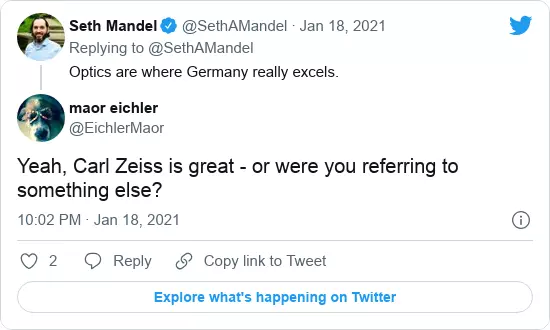 Seth Mandel @SethAMandel · Jan 18, 2021
Replying to @SethAMandel
Optics are where Germany really excels.
maor eichler
@EichlerMaor
Yeah, Carl Zeiss is great - or were you referring to
something else?
10:02 PM · Jan 18, 2021
2 Reply Copy link to Tweet
Explore what's happening on Twitter